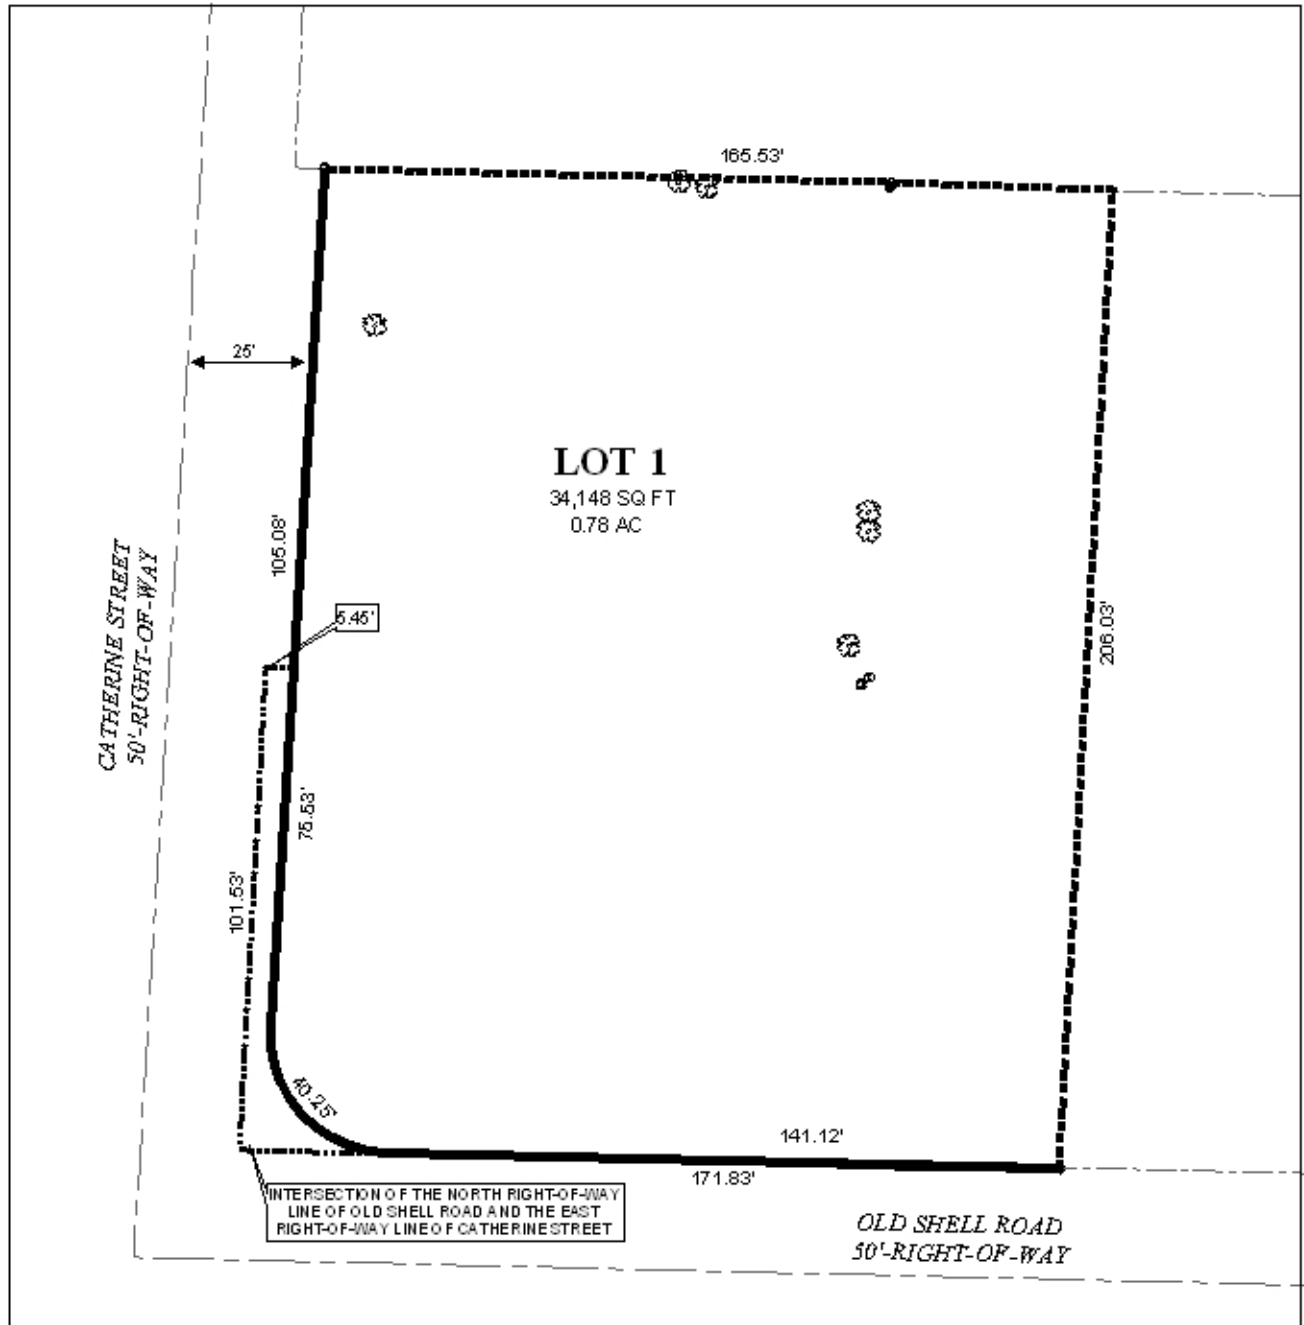 165.53'
25'
LOT 1
34,148 SQ FT
0.78 AC
105.08'
CATHERINE STREET
50'-RIGHT-OF-WAY
5.45'
206.03'
75.53'
101.53'
40.25'
141.12'
171.83'
INTERSECTION OF THE NORTH RIGHT-OF-WAY
LINE OF OLD SHELL ROAD AND THE EAST
RIGHT-OF-WAY LINE OF CATHERINE STREET
OLD SHELL ROAD
50'-RIGHT-OF-WAY